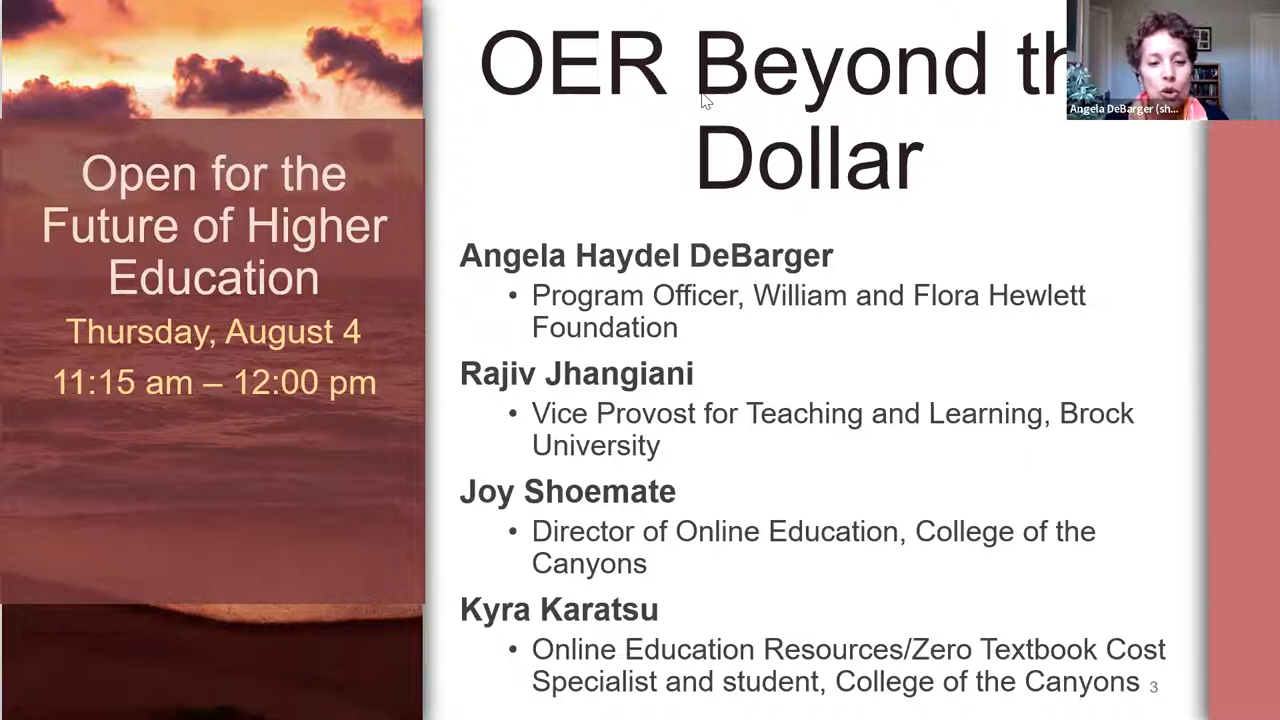 Open for the
Future of Higher
Education
Thursday, August 4
11:15 am – 12:00 pm
OER Beyond th
Dollar
Angela Haydel DeBarger
• Program Officer, William and Flora Hewlett
Foundation
Rajiv Jhangiani
• Vice Provost for Teaching and Learning, Brock
University
Joy Shoemate
• Director of Online Education, College of the
Canyons
Kyra Karatsu
• Online Education Resources/Zero Textbook Cost
Specialist and student, College of the Canyons
3
Angela DeBarger (sh...